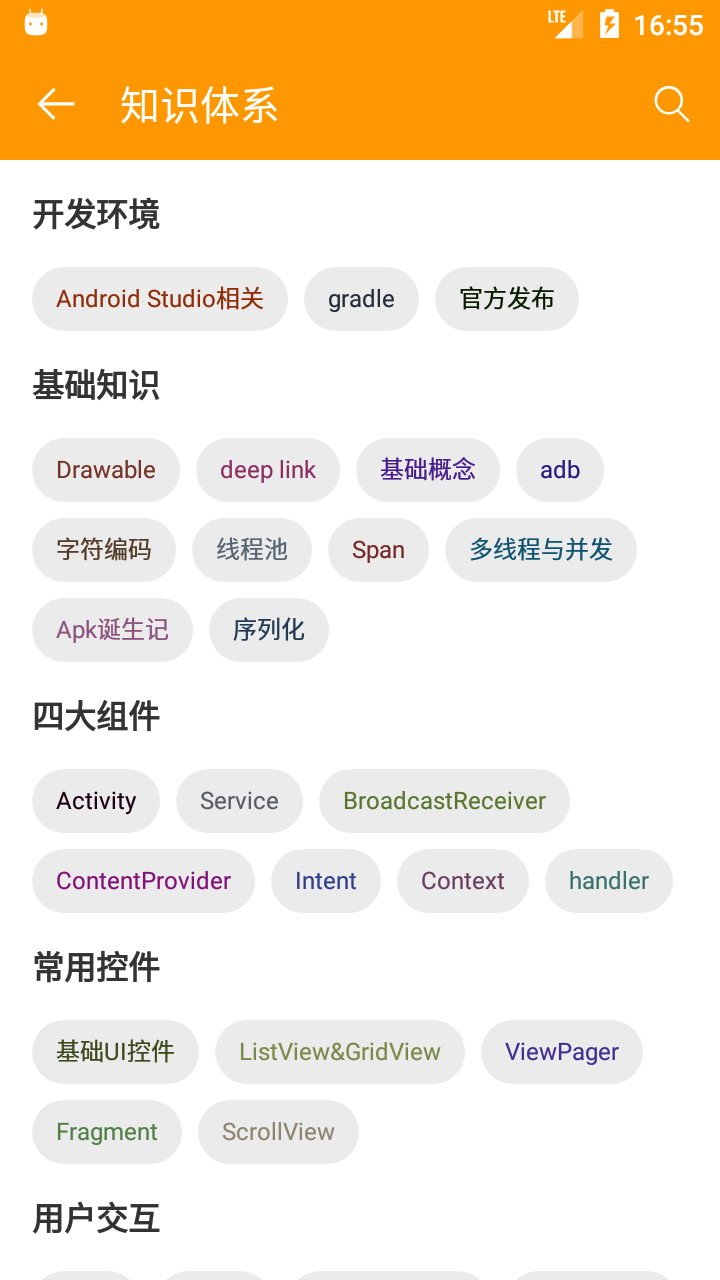 LTE 16:55
知识体系
开发环境
Android Studio相关 gradle 官方发布
基础知识
Drawable deep link 基础概念 adb
字符编码 线程池 Span 多线程与并发
Apk诞生记 序列化
四大组件
Activity Service BroadcastReceiver
ContentProvider Intent Context handler
常用控件
基础UI控件 ListView&GridView ViewPager
Fragment ScrollView
用户交互